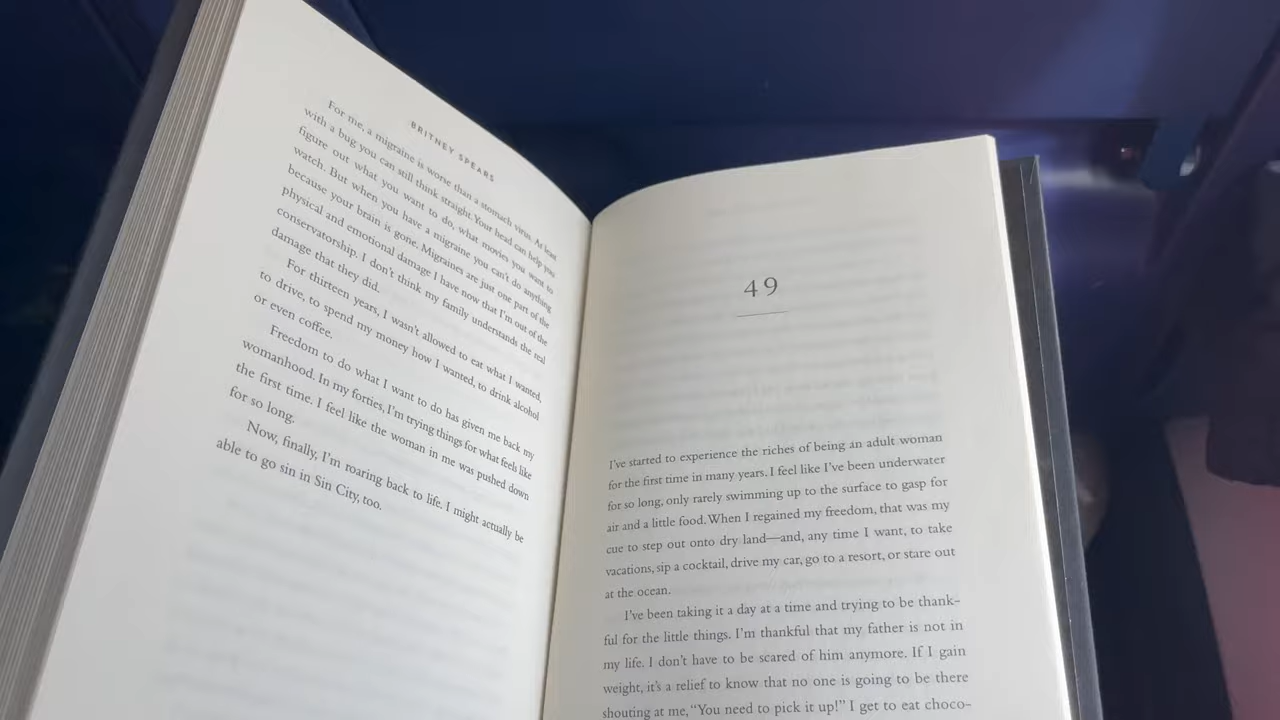 BRITNEY SPEARS
For me, a migraine is worse than a stomach virus. At least
with a bug you can still think straight. Your head can help you
figure out what you want to do, what movies you want to
watch. But when you have a migraine you can't do anything
because your brain is gone. Migraines are just one part of the
physical and emotional damage I have now that I'm out of the
conservatorship. I don't think my family understands the real
damage that they did.
For thirteen years, I wasn't allowed to eat what I wanted,
to drive, to spend my money how I wanted, to drink alcohol
or even coffee.
Freedom to do what I want to do has given me back my
womanhood. In my forties, I'm trying things for what feels like
the first time. I feel like the woman in me was pushed down
for so long.
Now, finally, I'm roaring back to life. I might actually be
able to go sin in Sin City, too.
49
I've started to experience the riches of being an adult woman
for the first time in many years. I feel like I've been underwater
for so long, only rarely swimming up to the surface to gasp for
air and a little food. When I regained my freedom, that was my
cue to step out onto dry land—and, any time I want, to take
vacations, sip a cocktail, drive my car, go to a resort, or stare out
at the ocean.
I've been taking it a day at a time and trying to be thank-
ful for the little things. I'm thankful that my father is not in
my life. I don't have to be scared of him anymore. If I gain
weight, it's a relief to know that no one is going to be there
shouting at me, "You need to pick it up!" I get to eat choco-